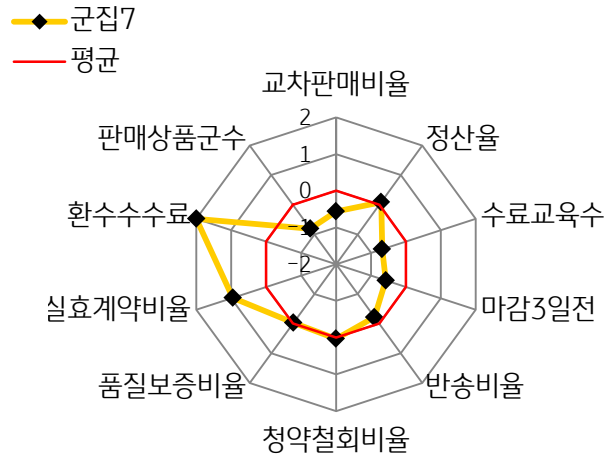 군집7
평균
교차판매비율
정산율
수료교육수
마감3일전
반송비율
청약철회비율
품질보증비율
실효계약비율
환수수수료
판매상품군수
2
1
0
-1
-2